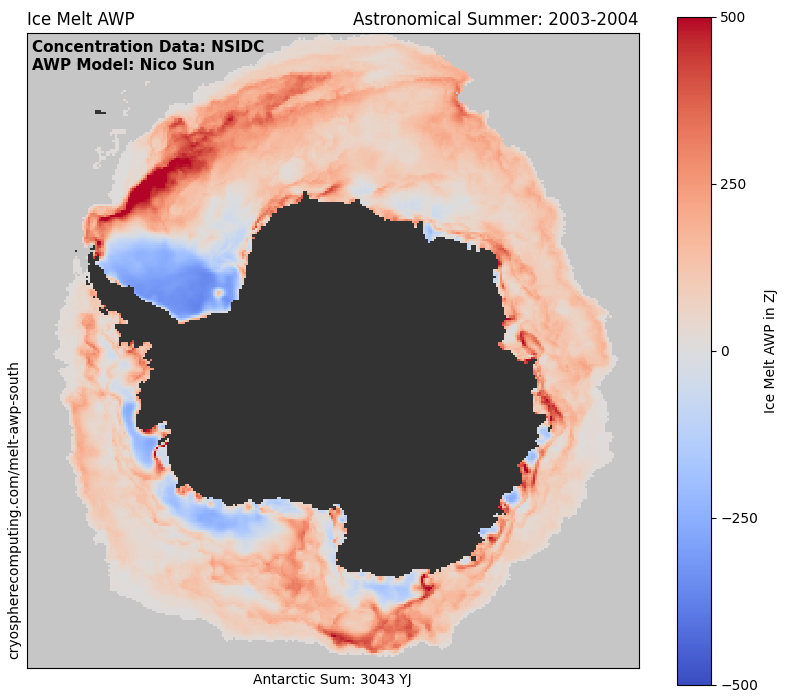 Ice Melt AWP
Astronomical Summer: 2003-2004
Concentration Data: NSIDC
AWP Model: Nico Sun
500
250
0
−250
−500
Ice Melt AWP in ZJ
cryospherecomputing.com/melt-awp-south
Antarctic Sum: 3043 YJ